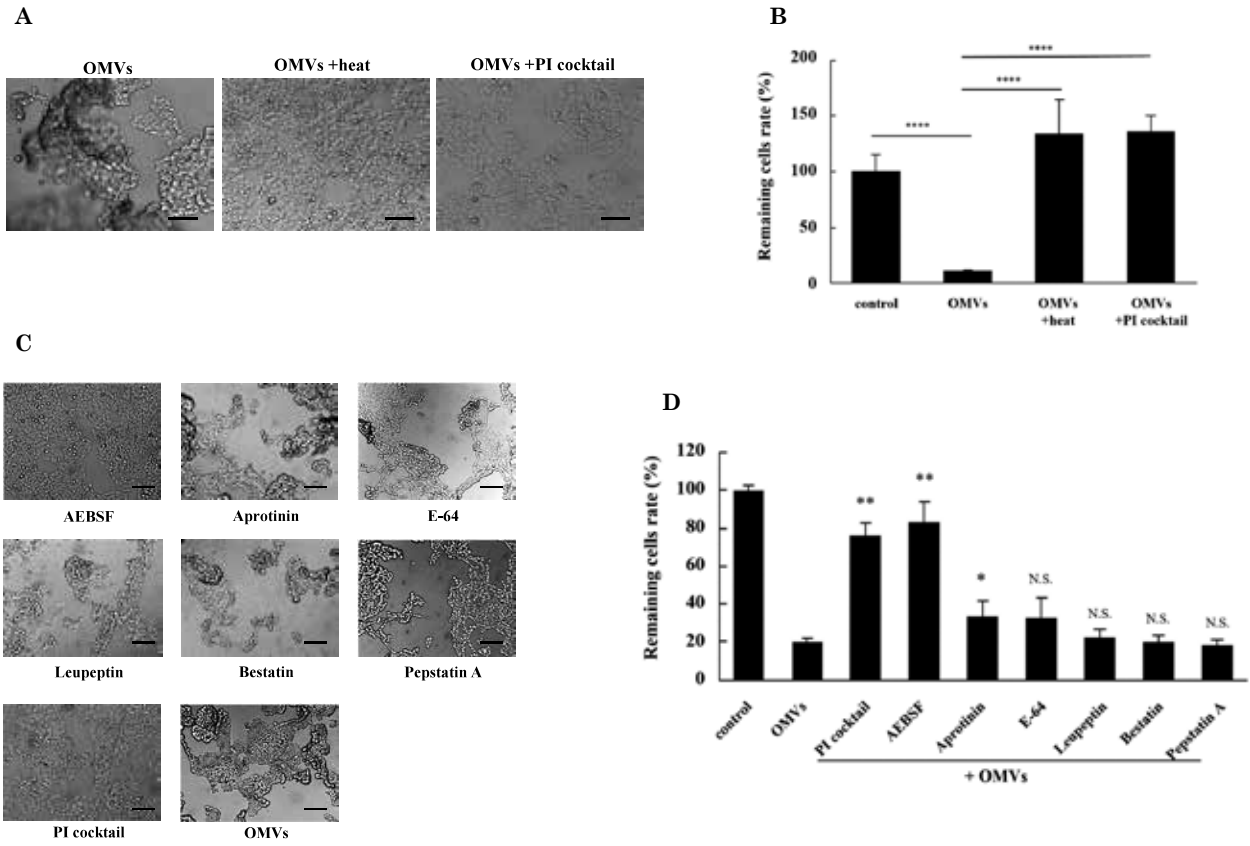 A
OMVs
OMVs +heat
OMVs +PI cocktail
B
Remaining cells rate (%)
200
150
100
50
0
****
****
****
control
OMVs
OMVs
+heat
OMVs
+PI cocktail
C
AEBSF
Aprotinin
E-64
Leupeptin
Bestatin
Pepstatin A
PI cocktail
OMVs
D
Remaining cells rate (%)
120
100
80
60
40
20
0
**
**
*
N.S.
N.S.
N.S.
N.S.
control
OMVs
PI cocktail
AEBSF
Aprotinin
E-64
Leupeptin
Bestatin
Pepstatin A
+ OMVs